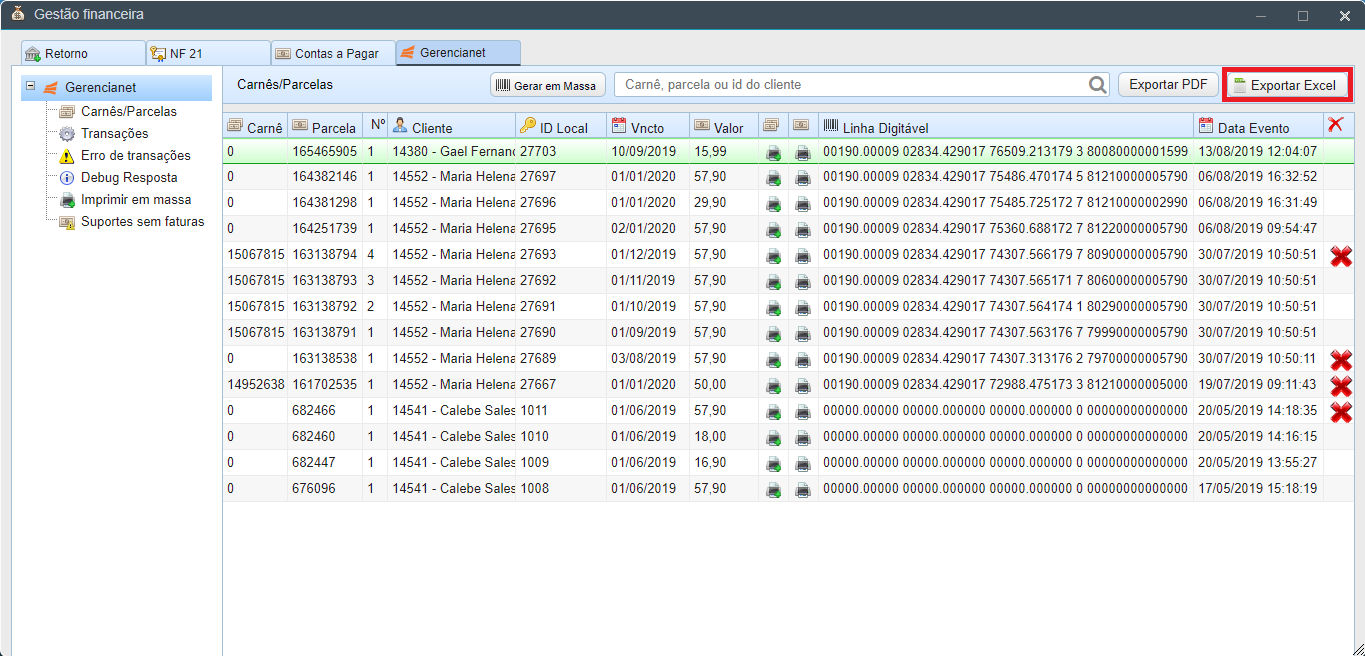 Gestão financeira
Retorno NF 21 Contas a Pagar Gerencianet
Gerencianet
Carnês/Parcelas
Transações
Erro de transações
Debug Resposta
Imprimir em massa
Suportes sem faturas
Carnês/Parcelas Gerar em Massa Carnê, parcela ou id do cliente Exportar PDF Exportar Excel
Carnê Parcela Nº Cliente ID Local Vncto Valor Linha Digitável Data Evento
0 165465905 1 14380 - Gael Fernanc 27703 10/09/2019 15,99 00190.00009 02834.429017 76509.213179 3 80080000001599 13/08/2019 12:04:07
0 164382146 1 14552 - Maria Helena 27697 01/01/2020 57,90 00190.00009 02834.429017 75486.470174 5 81210000005790 06/08/2019 16:32:52
0 164381298 1 14552 - Maria Helena 27696 01/01/2020 29,90 00190.00009 02834.429017 75485.725172 7 81210000002990 06/08/2019 16:31:49
0 164251739 1 14552 - Maria Helena 27695 02/01/2020 57,90 00190.00009 02834.429017 75360.688172 7 81220000005790 06/08/2019 09:54:47
15067815 163138794 4 14552 - Maria Helena 27693 01/12/2019 57,90 00190.00009 02834.429017 74307.566179 7 80900000005790 30/07/2019 10:50:51
15067815 163138793 3 14552 - Maria Helena 27692 01/11/2019 57,90 00190.00009 02834.429017 74307.565171 7 80600000005790 30/07/2019 10:50:51
15067815 163138792 2 14552 - Maria Helena 27691 01/10/2019 57,90 00190.00009 02834.429017 74307.564174 1 80290000005790 30/07/2019 10:50:51
15067815 163138791 1 14552 - Maria Helena 27690 01/09/2019 57,90 00190.00009 02834.429017 74307.563176 7 79990000005790 30/07/2019 10:50:51
0 163138538 1 14552 - Maria Helena 27689 03/08/2019 57,90 00190.00009 02834.429017 74307.313176 2 79700000005790 30/07/2019 10:50:11
14952638 161702535 1 14552 - Maria Helena 27667 01/01/2020 50,00 00190.00009 02834.429017 72988.475173 3 81210000005000 19/07/2019 09:11:43
0 682466 1 14541 - Calebe Sales 1011 01/06/2019 57,90 00000.00000 00000.000000 00000.000000 0 00000000000000 20/05/2019 14:18:35
0 682460 1 14541 - Calebe Sales 1010 01/06/2019 18,00 00000.00000 00000.000000 00000.000000 0 00000000000000 20/05/2019 14:16:15
0 682447 1 14541 - Calebe Sales 1009 01/06/2019 16,90 00000.00000 00000.000000 00000.000000 0 00000000000000 20/05/2019 13:55:27
0 676096 1 14541 - Calebe Sales 1008 01/06/2019 57,90 00000.00000 00000.000000 00000.000000 0 00000000000000 17/05/2019 15:18:19